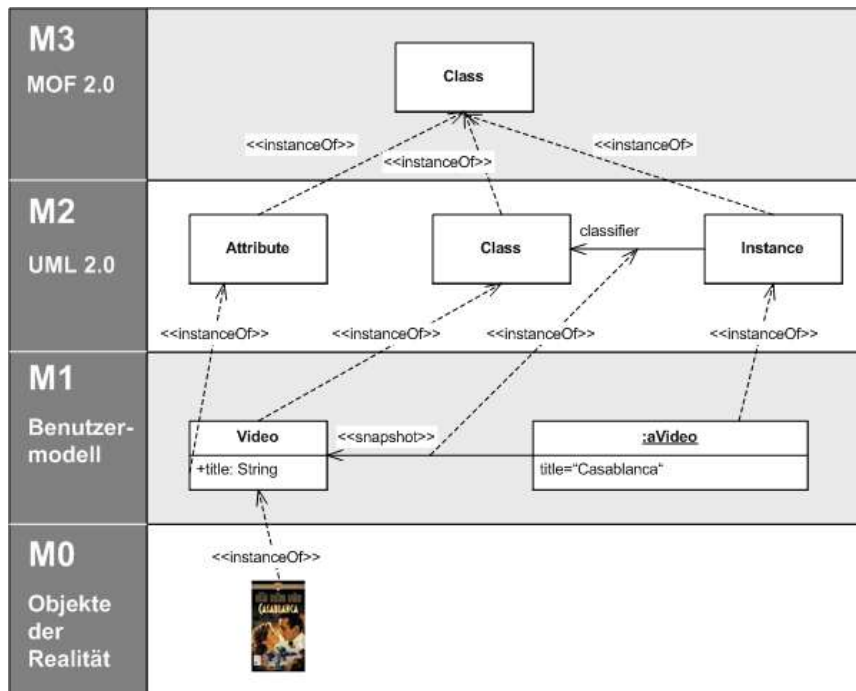 M3
MOF 2.0
Class
<<instanceOf>>
<<instanceOf>>
<<instanceOf>
M2
UML 2.0
Attribute
Class
classifier
Instance
<<instanceOf>>
<<instanceOf>>
<<instanceOf>>
<<instanceOf>>
M1
Benutzer-
modell
Video
+title: String
<<snapshot>>
:aVideo
title="Casablanca"
M0
Objekte
der
Realität
<<instanceOf>>
CASABLANCA